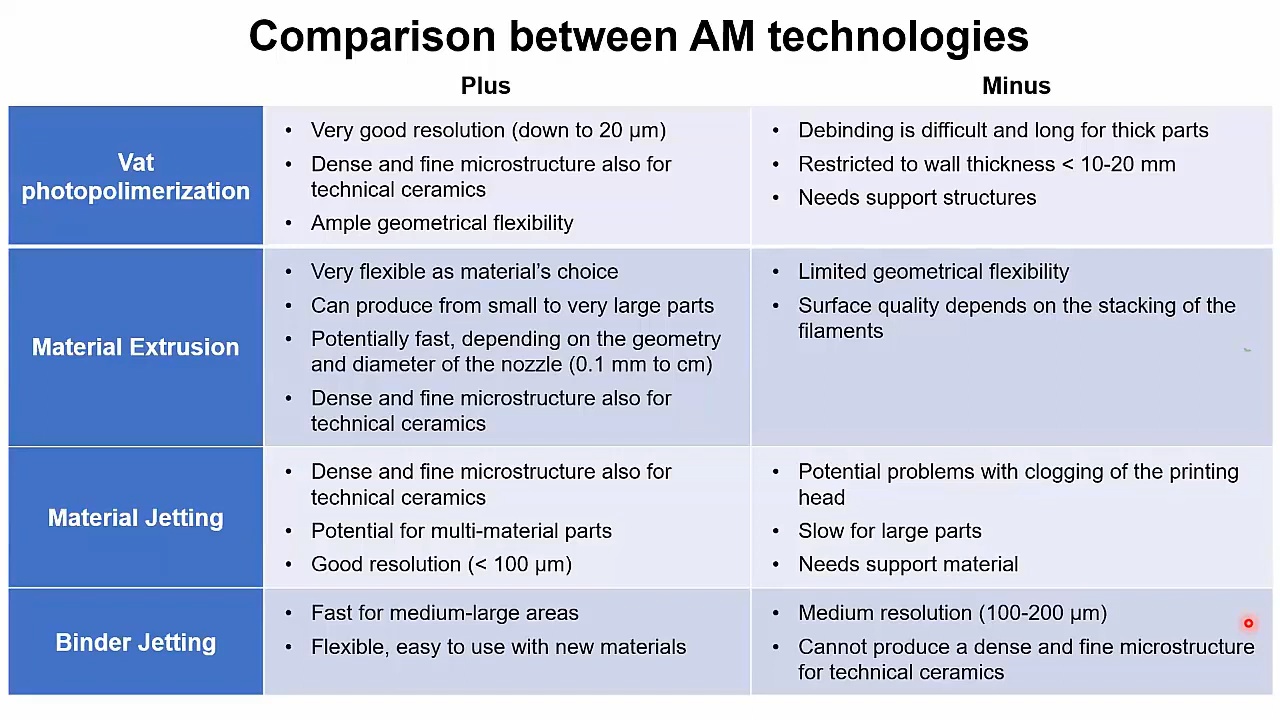 Comparison between AM technologies
Plus
Minus
Vat
photopolimerization
• Very good resolution (down to 20 µm)
• Dense and fine microstructure also for
technical ceramics
• Ample geometrical flexibility
• Debinding is difficult and long for thick parts
• Restricted to wall thickness < 10-20 mm
• Needs support structures
Material Extrusion
• Very flexible as material's choice
• Can produce from small to very large parts
• Potentially fast, depending on the geometry
and diameter of the nozzle (0.1 mm to cm)
• Dense and fine microstructure also for
technical ceramics
• Limited geometrical flexibility
• Surface quality depends on the stacking of the
filaments
Material Jetting
• Dense and fine microstructure also for
technical ceramics
• Potential for multi-material parts
• Good resolution (< 100 µm)
• Potential problems with clogging of the printing
head
• Slow for large parts
• Needs support material
Binder Jetting
• Fast for medium-large areas
• Flexible, easy to use with new materials
• Medium resolution (100-200 µm)
• Cannot produce a dense and fine microstructure
for technical ceramics